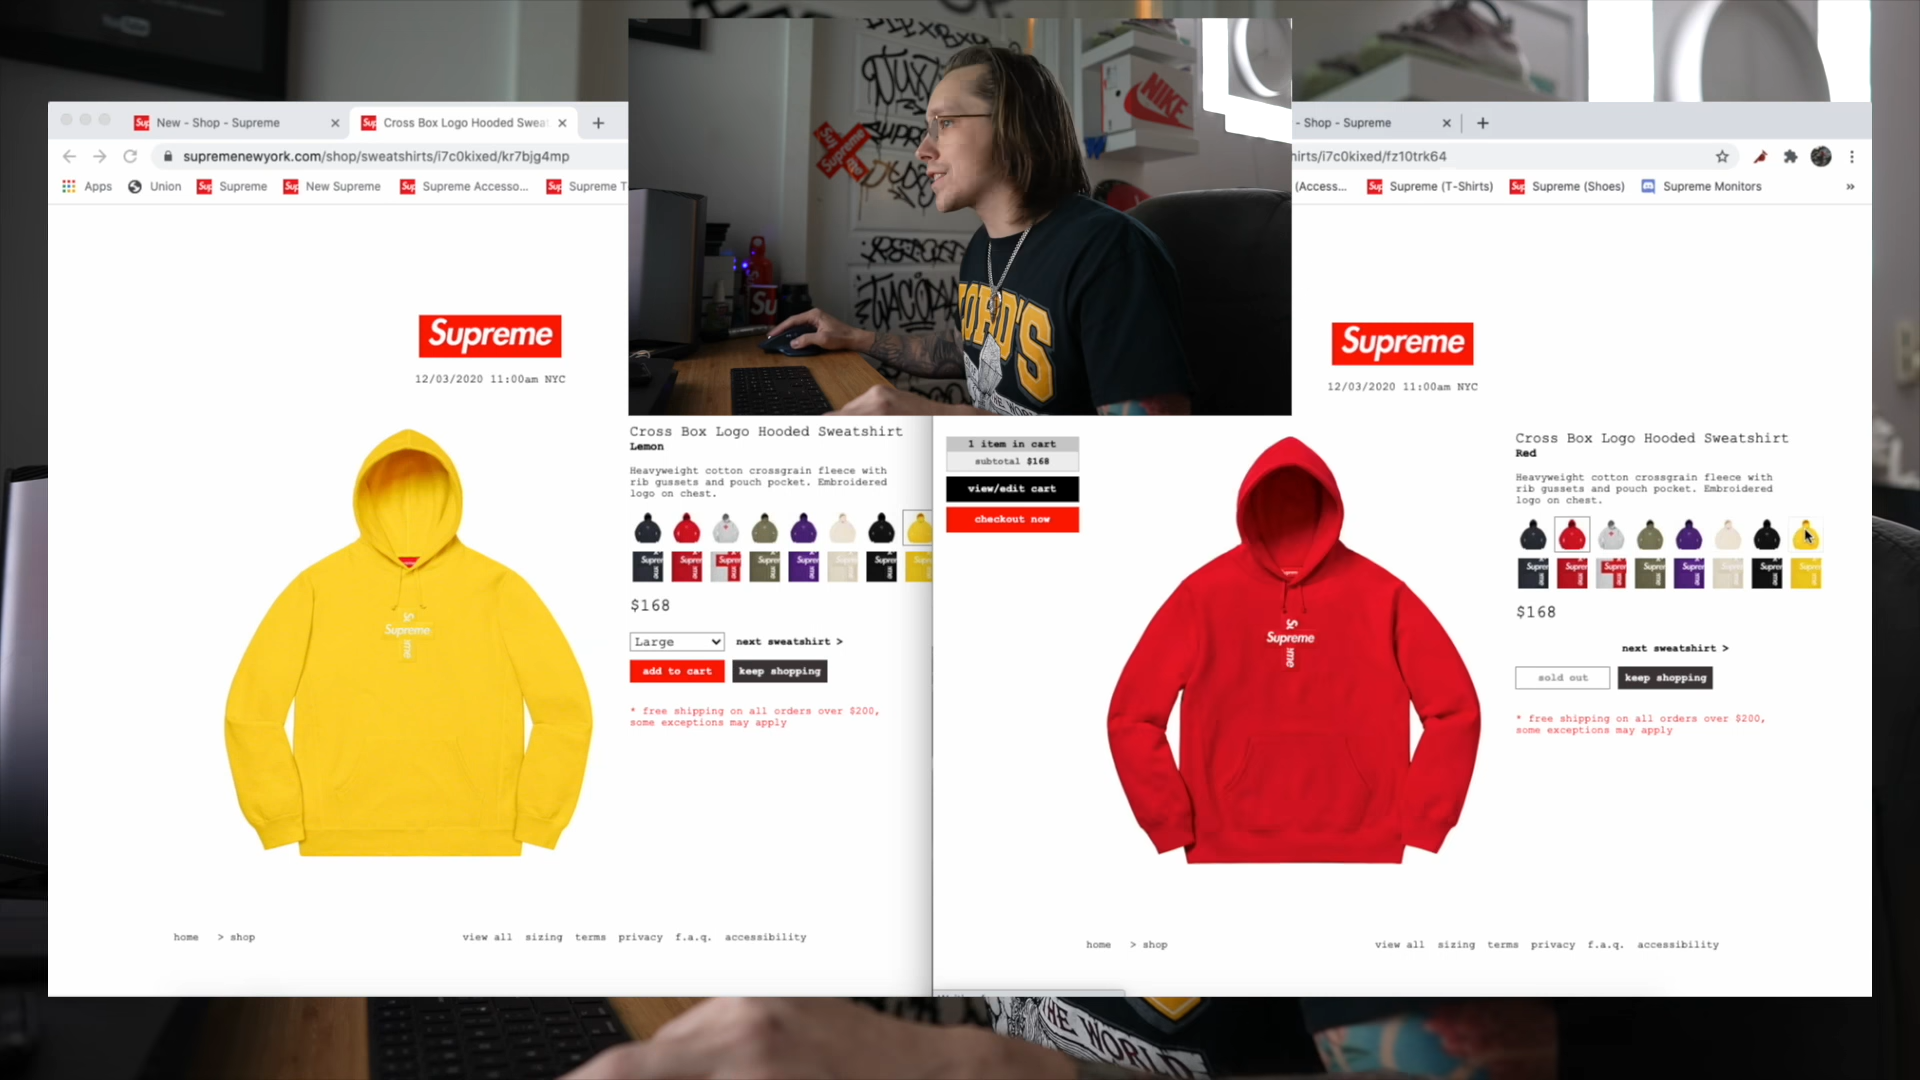 New - Shop - Supreme
Cross Box Logo Hooded Sweat
- Shop - Supreme
supremenewyork.com/shop/sweatshirts/i7c0kixed/kr7bjg4mp
irts/i7c0kixed/fz10trk64
Apps
Union
Supreme
New Supreme
Supreme Accesso...
Supreme T
(Access...
Supreme (T-Shirts)
Supreme (Shoes)
Supreme Monitors
»
NIKE
Supreme
LORD'S
THE WORLD
Supreme
12/03/2020 11:00am NYC
Cross Box Logo Hooded Sweatshirt
Lemon
Heavyweight cotton crossgrain fleece with
rib gussets and pouch pocket. Embroidered
logo on chest.
$168
Large
next sweatshirt >
add to cart
keep shopping
* free shipping on all orders over $200,
some exceptions may apply
Supreme
home > shop
view all sizing terms privacy f.a.q. accessibility
Supreme
12/03/2020 11:00am NYC
1 item in cart
subtotal $168
view/edit cart
checkout now
Supreme
Cross Box Logo Hooded Sweatshirt
Red
Heavyweight cotton crossgrain fleece with
rib gussets and pouch pocket. Embroidered
logo on chest.
$168
next sweatshirt >
sold out
keep shopping
* free shipping on all orders over $200,
some exceptions may apply
home > shop
view all sizing terms privacy f.a.q. accessibility
THE WORLD